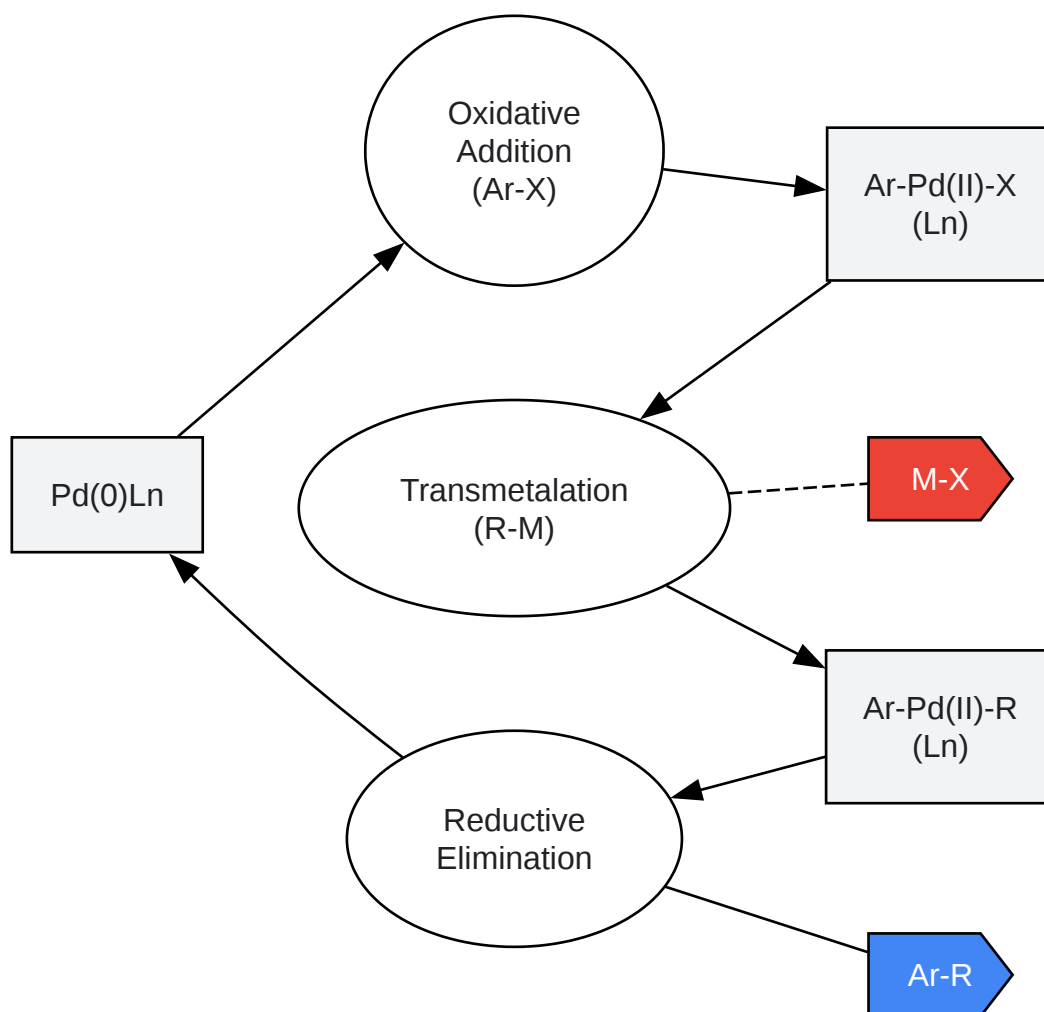 Oxidative
Addition
(Ar-X)
Ar-Pd(II)-X
(Ln)
Pd(0)Ln
Transmetalation
(R-M)
M-X
Ar-Pd(II)-R
(Ln)
Reductive
Elimination
Ar-R